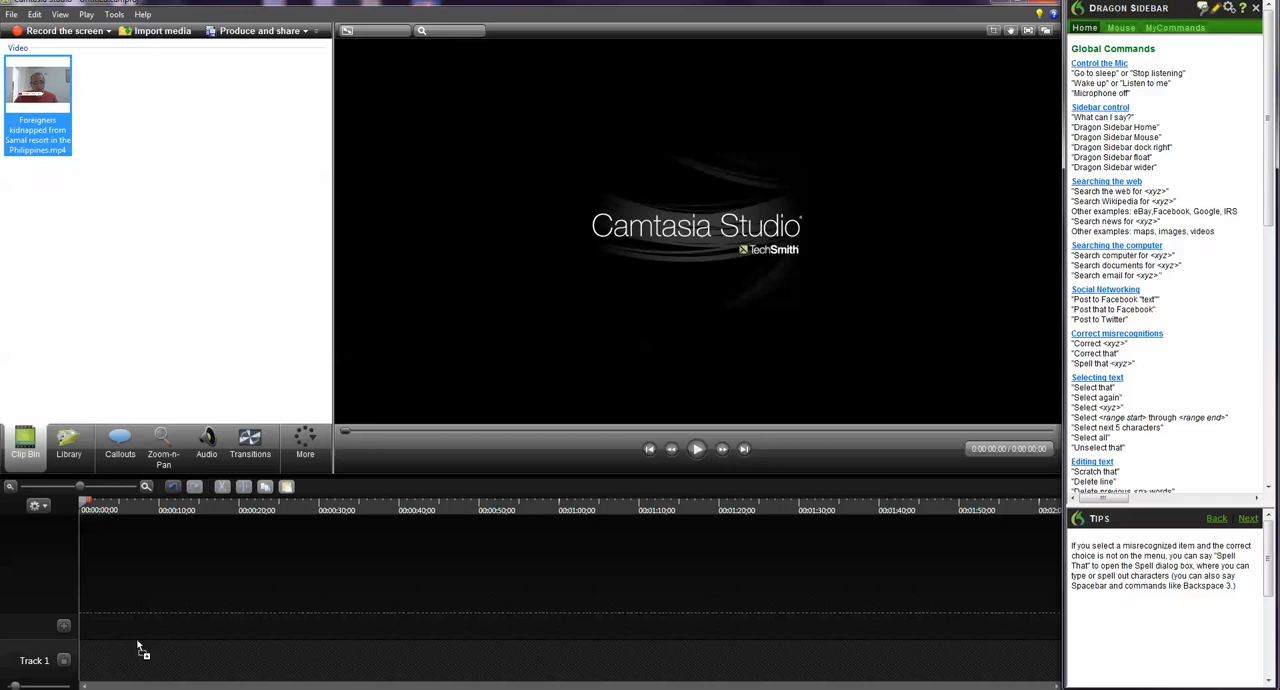 Camtasia Studio - Untitled.camproj
File Edit View Play Tools Help
Record the screen Import media Produce and share
Video
Foreigners
kidnapped from
Samal resort in the
Philippines.mp4
Camtasia Studio
TechSmith
Clip Bin Library Callouts Zoom-n-
Pan Audio Transitions More
0:00:00;00 / 0:00:00;00
00:00:00;00 00:00:10;00 00:00:20;00 00:00:30;00 00:00:40;00 00:00:50;00 00:01:00;00 00:01:10;00 00:01:20;00 00:01:30;00 00:01:40;00 00:01:50;00 00:02:0
Track 1
DRAGON SIDEBAR
Home Mouse MyCommands
Global Commands
Control the Mic
"Go to sleep" or "Stop listening"
"Wake up" or "Listen to me"
"Microphone off"
Sidebar control
"What can I say?"
"Dragon Sidebar Home"
"Dragon Sidebar Mouse"
"Dragon Sidebar dock right"
"Dragon Sidebar float"
"Dragon Sidebar wider"
Searching the web
"Search the web for <xyz>"
"Search Wikipedia for <xyz>"
Other examples: eBay,Facebook, Google, IRS
"Search news for <xyz>"
Other examples: maps, images, videos
Searching the computer
"Search computer for <xyz>"
"Search documents for <xyz>"
"Search email for <xyz>"
Social Networking
"Post to Facebook "text""
"Post that to Facebook"
"Post to Twitter"
Correct misrecognitions
"Correct <xyz>"
"Correct that"
"Spell that <xyz>"
Selecting text
"Select that"
"Select again"
"Select <xyz>"
"Select <range start> through <range end>"
"Select next 5 characters"
"Select all"
"Unselect that"
Editing text
"Scratch that"
"Delete line"
"Delete previous <n> words"
TIPS Back Next
If you select a misrecognized item and the correct
choice is not on the menu, you can say "Spell
That" to open the Spell dialog box, where you can
type or spell out characters (you can also say
Spacebar and commands like Backspace 3.)